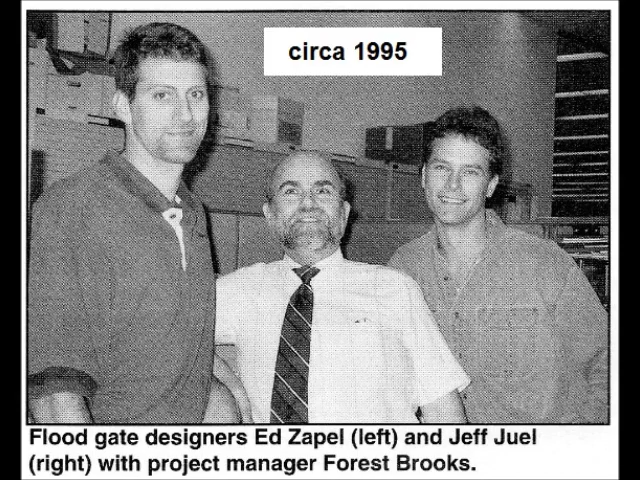 circa 1995
Flood gate designers Ed Zapel (left) and Jeff Juel
(right) with project manager Forest Brooks.